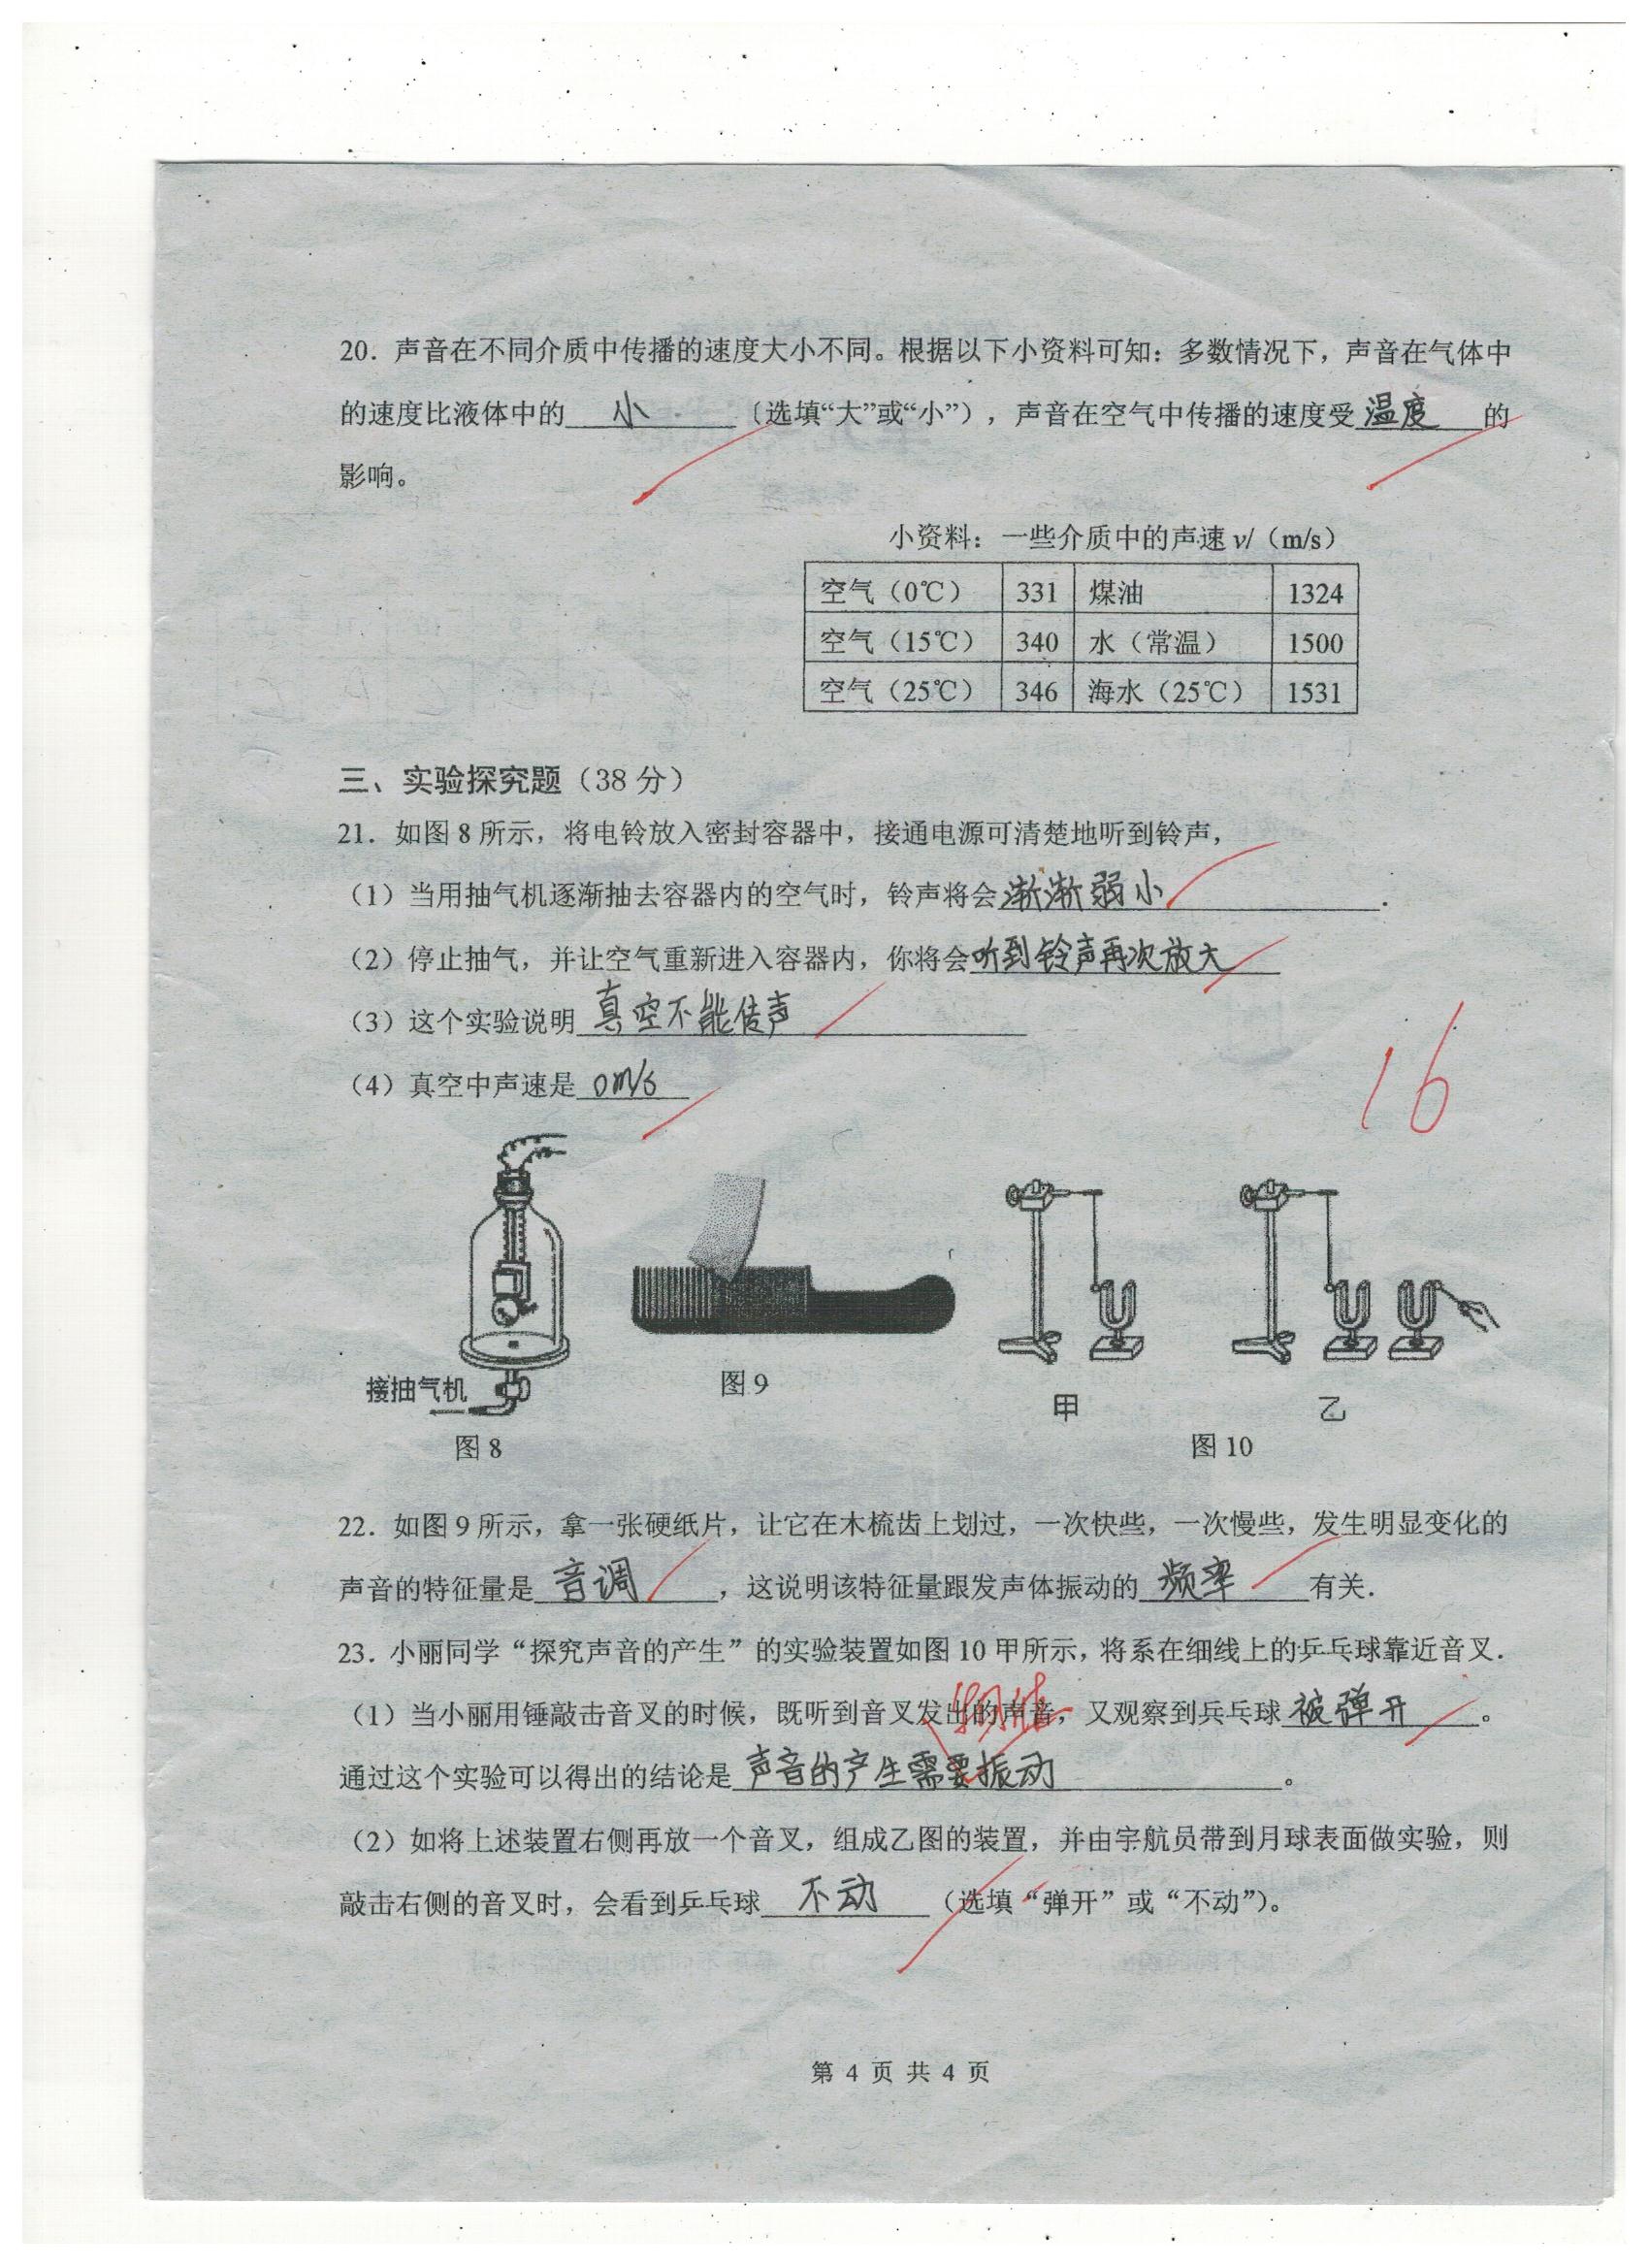 20. 声音在不同介质中传播的速度大小不同。根据以下小资料可知：多数情况下，声音在气体中
的速度比液体中的 小 （选填“大”或“小”），声音在空气中传播的速度受 温度 的
影响。
小资料：一些介质中的声速 v/（m/s）
空气（0℃） 331 煤油 1324
空气（15℃） 340 水（常温） 1500
空气（25℃） 346 海水（25℃） 1531
三、实验探究题（38 分）
21. 如图 8 所示，将电铃放入密封容器中，接通电源可清楚地听到铃声，
（1）当用抽气机逐渐抽去容器内的空气时，铃声将会 渐渐弱小 .
（2）停止抽气，并让空气重新进入容器内，你将会 听到铃声再次放大
（3）这个实验说明 真空不能传声
（4）真空中声速是 0m/s
16
接抽气机
图 8
图 9
甲
乙
图 10
22. 如图 9 所示，拿一张硬纸片，让它在木梳齿上划过，一次快些，一次慢些，发生明显变化的
声音的特征量是 音调 ，这说明该特征量跟发声体振动的 频率 有关.
23. 小丽同学“探究声音的产生”的实验装置如图 10 甲所示，将系在细线上的乒乓球靠近音叉.
（1）当小丽用锤敲击音叉的时候，既听到音叉发出的声音，又观察到兵乓球 被弹开 。
物体
通过这个实验可以得出的结论是 声音的产生需要振动 。
（2）如将上述装置右侧再放一个音叉，组成乙图的装置，并由宇航员带到月球表面做实验，则
敲击右侧的音叉时，会看到乒乓球 不动 （选填“弹开”或“不动”）。
第 4 页 共 4 页